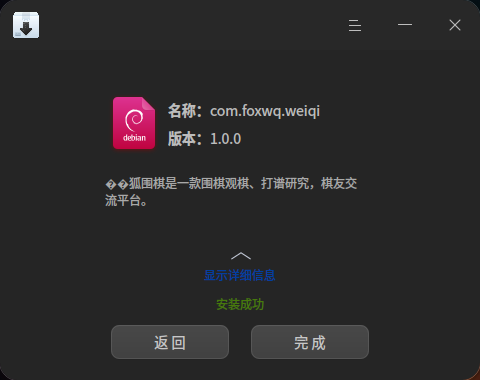 debian
名称：com.foxwq.weiqi
版本：1.0.0
��狐围棋是一款围棋观棋、打谱研究，棋友交
流平台。
显示详细信息
安装成功
返回
完成